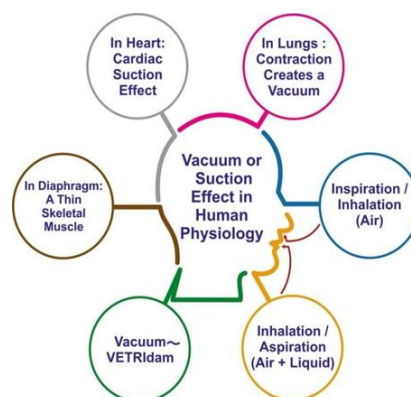 In Heart:
Cardiac
Suction
Effect
In Lungs :
Contraction
Creates a
Vacuum
Vacuum or
Suction
Effect in
Human
Physiology
In Diaphragm:
A Thin
Skeletal
Muscle
Inspiration /
Inhalation
(Air)
Vacuum~
VETRIdam
Inhalation /
Aspiration
(Air + Liquid)